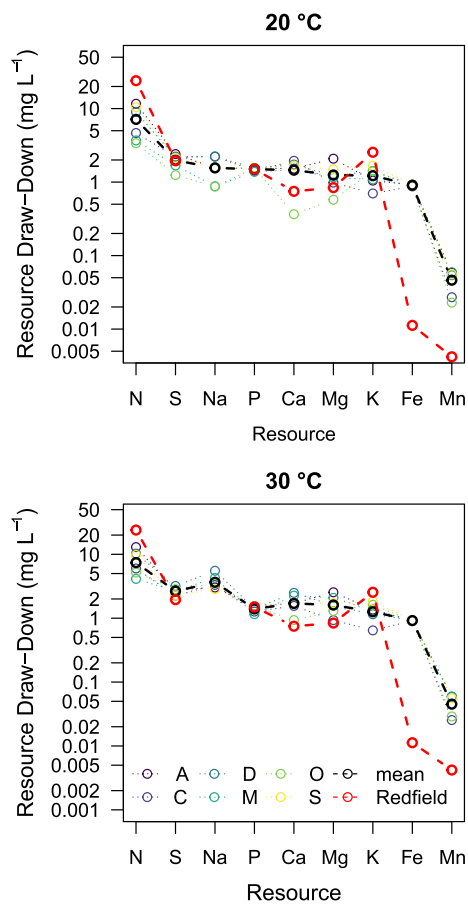 20 °C
Resource Draw−Down (mg L−1)
50
20
10
5
2
1
0.5
0.2
0.1
0.05
0.02
0.01
0.005
N S Na P Ca Mg K Fe Mn
Resource
30 °C
Resource Draw−Down (mg L−1)
50
20
10
5
2
1
0.5
0.2
0.1
0.05
0.02
0.01
0.005
0.002
0.001
A D O mean
C M S Redfield
N S Na P Ca Mg K Fe Mn
Resource